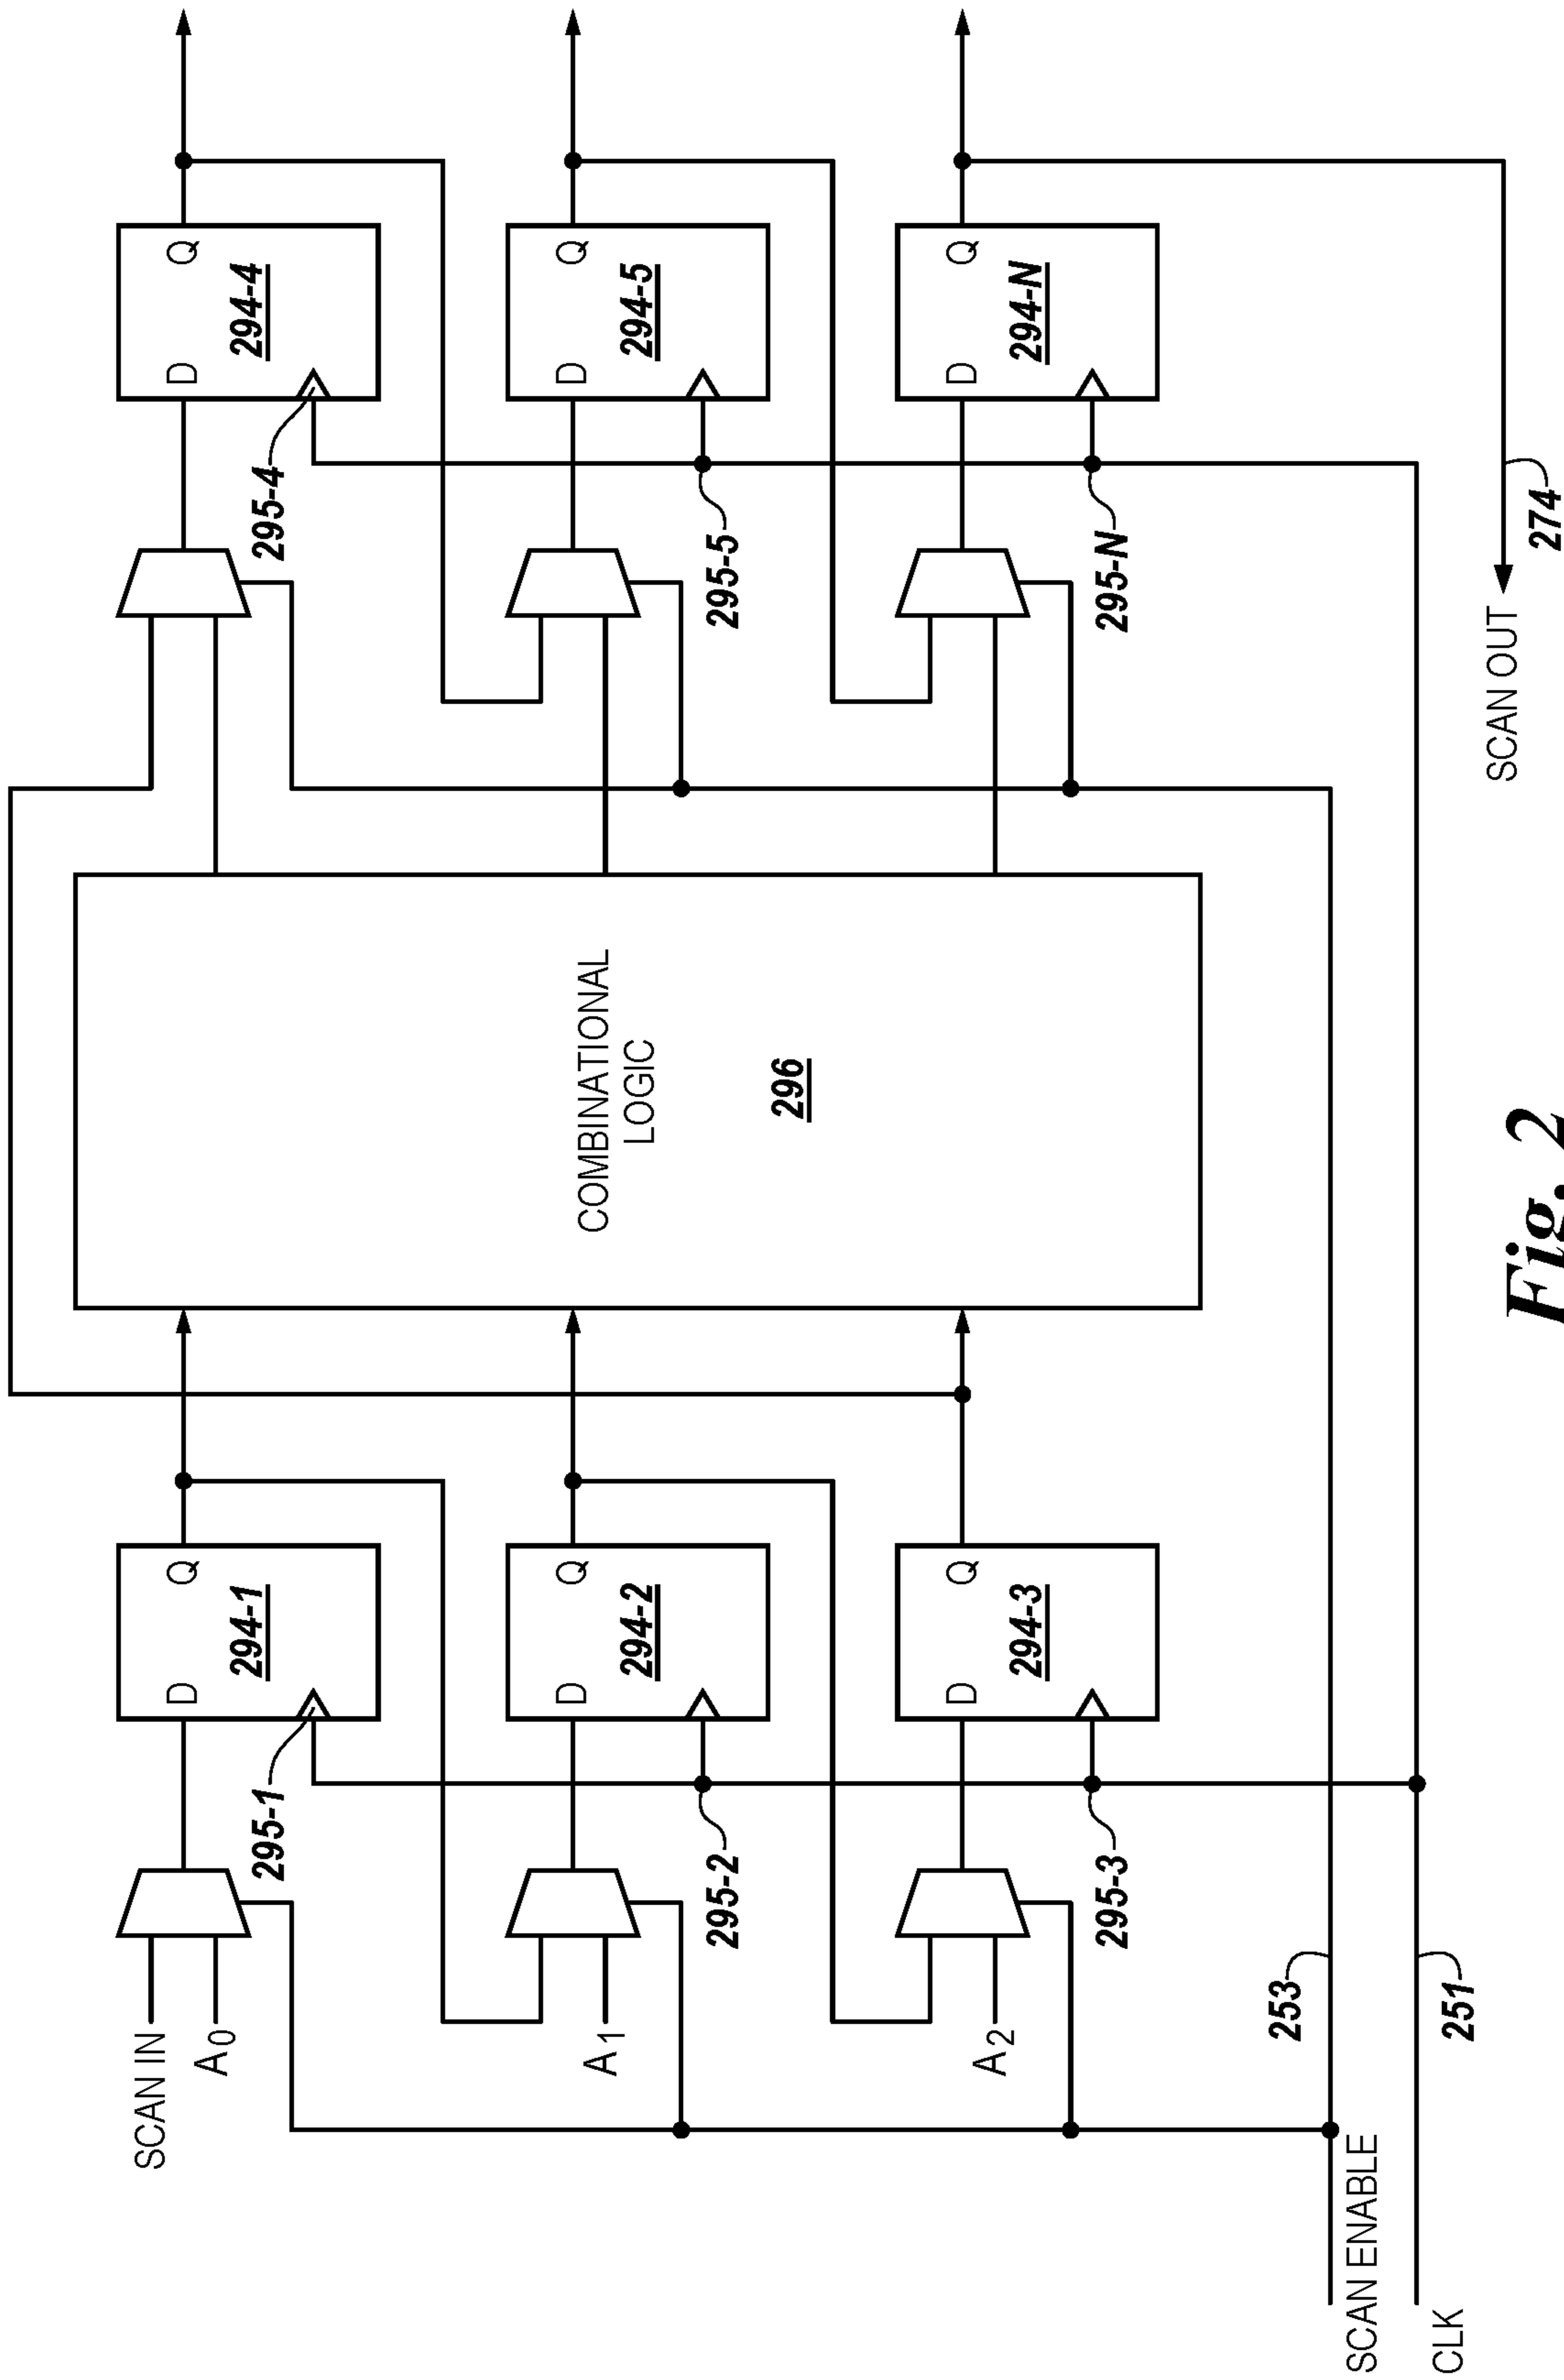 SCAN IN
A0
295-1
D
Q
294-1
295-4
D
Q
294-4
A1
295-2
D
Q
294-2
COMBINATIONAL
LOGIC
296
295-5
D
Q
294-5
A2
295-3
D
Q
294-3
295-N
D
Q
294-N
253
SCAN ENABLE
251
CLK
SCAN OUT
274
Fig. 2